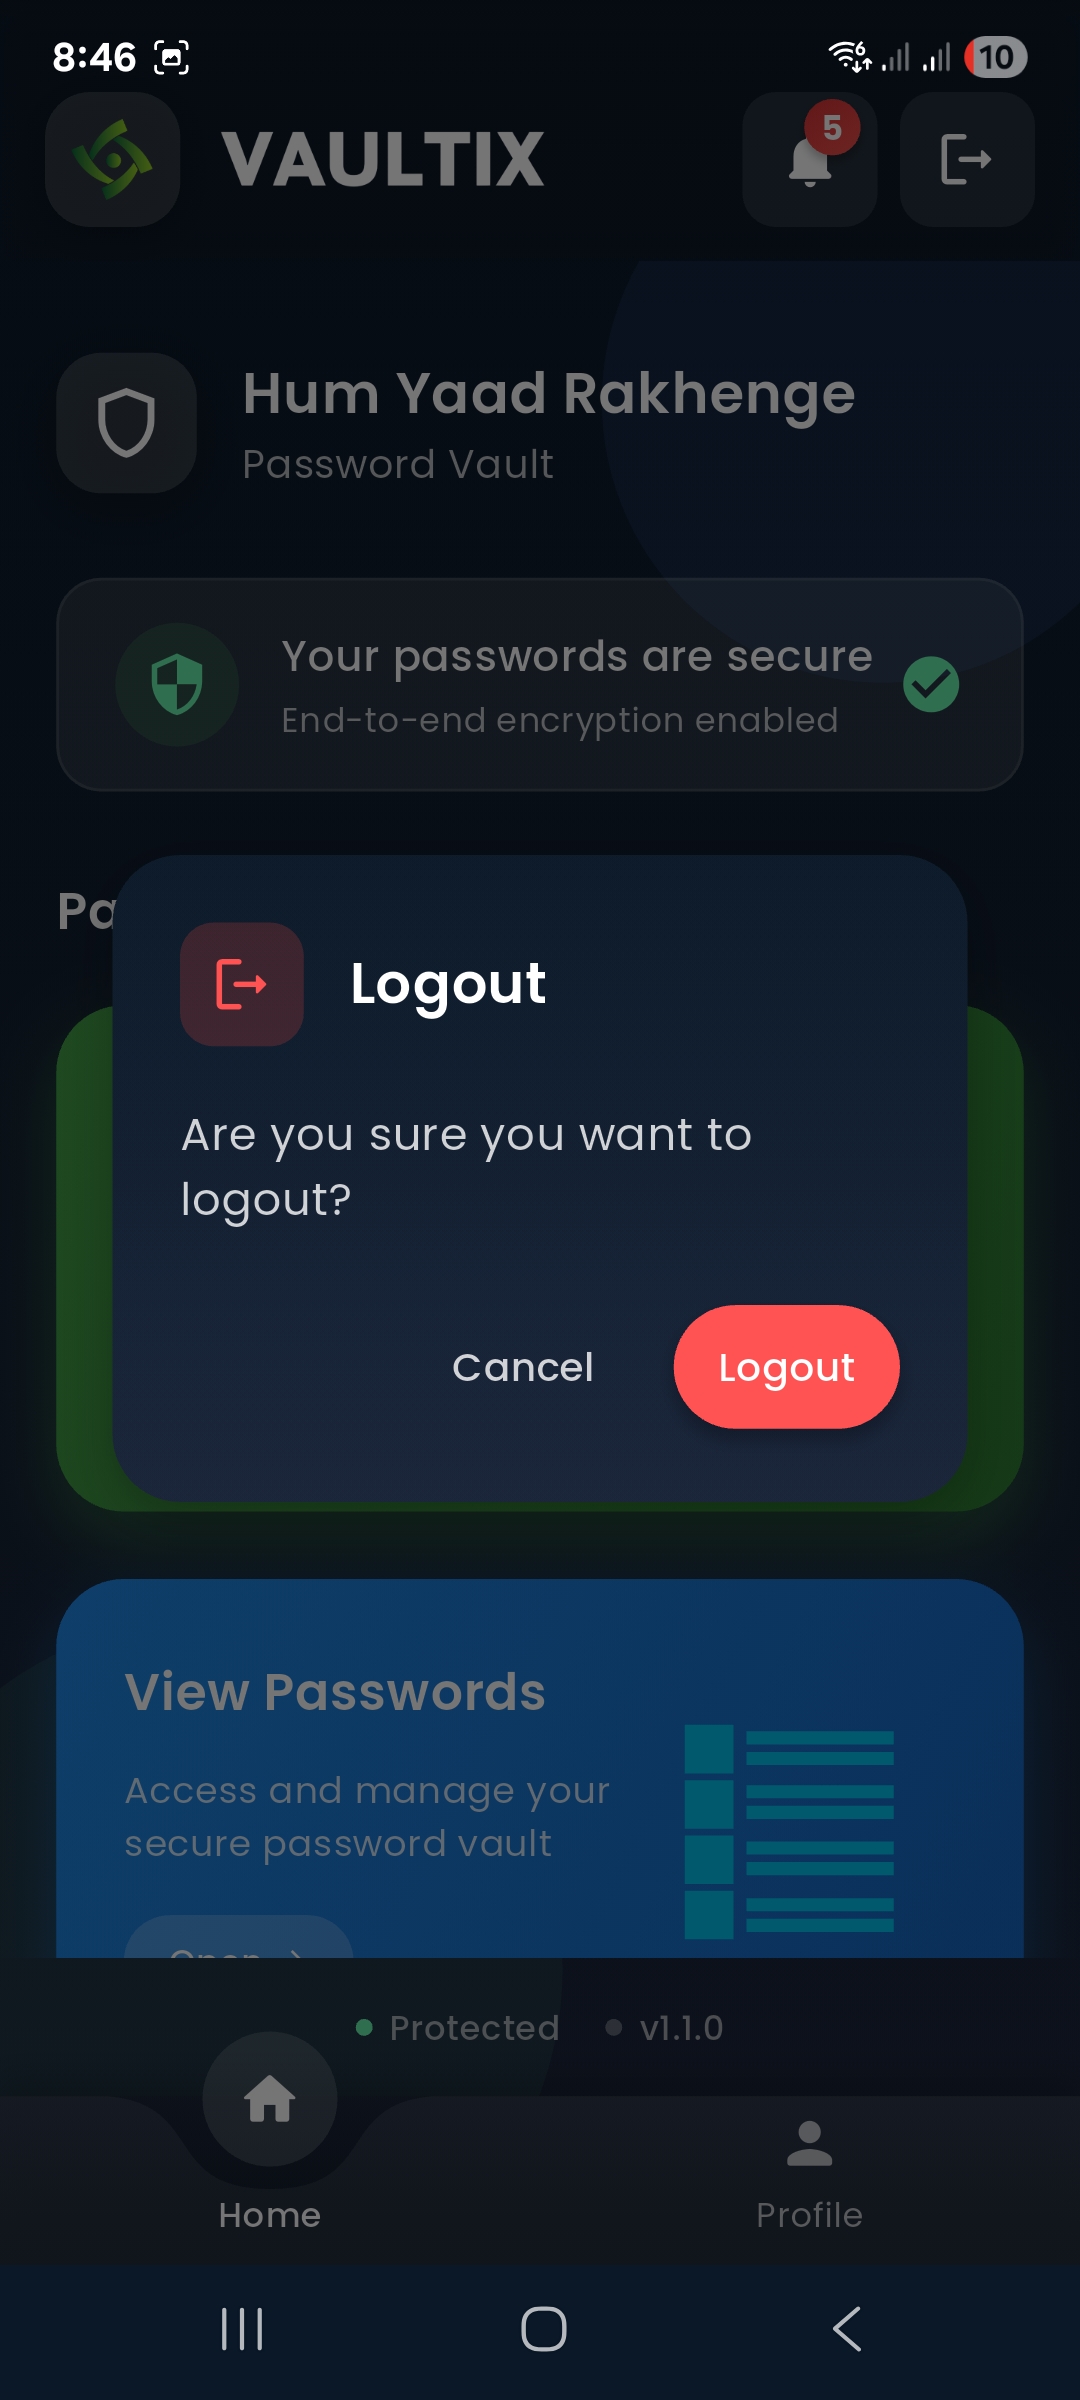 8:46
6
10
VAULTIX
5
Hum Yaad Rakhenge
Password Vault
Your passwords are secure
End-to-end encryption enabled
Logout
Are you sure you want to
logout?
Cancel
Logout
View Passwords
Access and manage your
secure password vault
Open
Protected
v1.1.0
Home
Profile